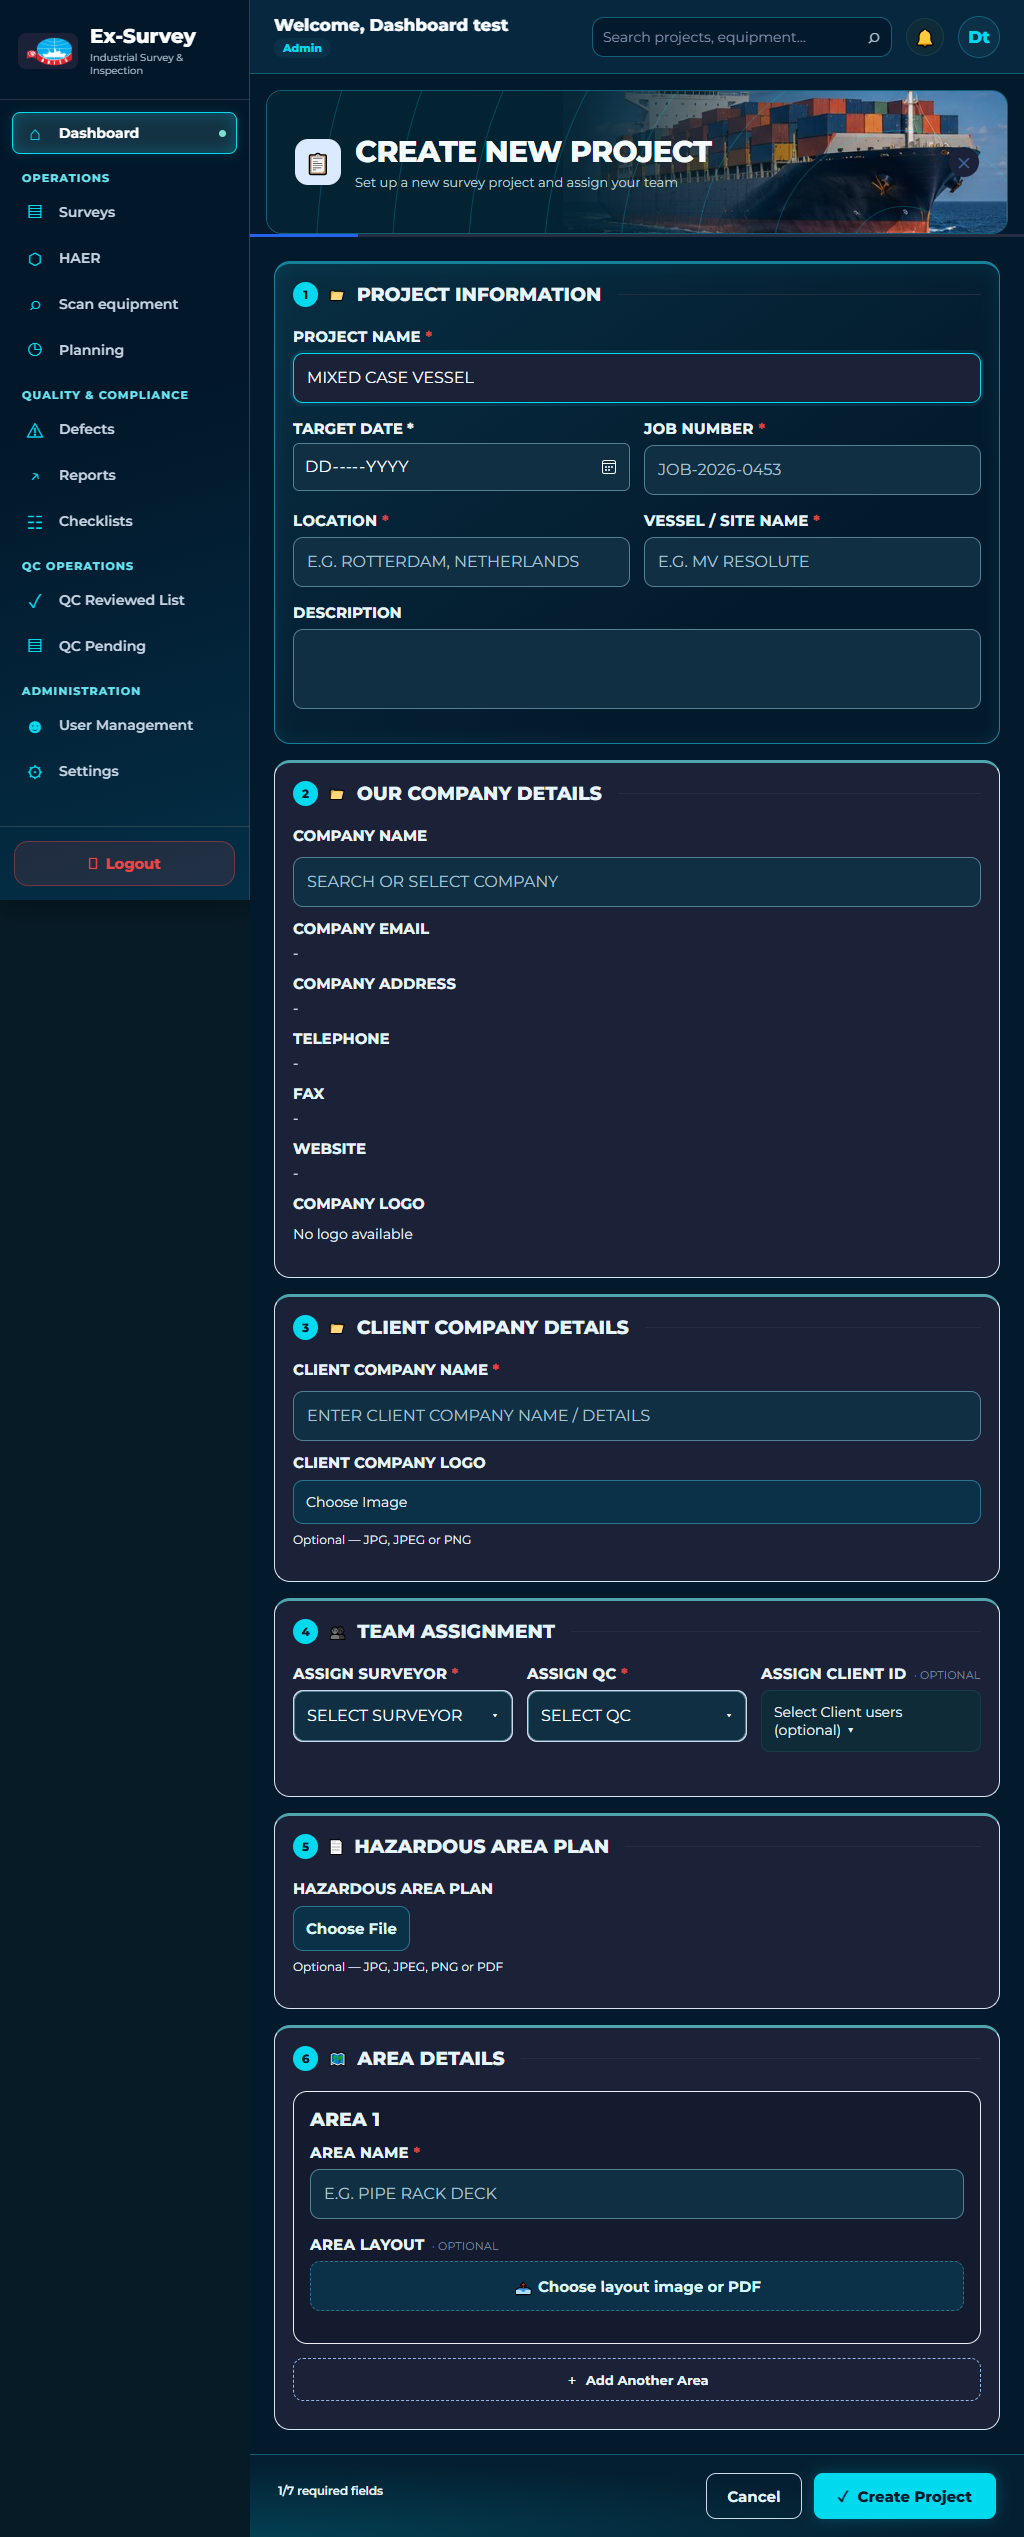 Ex-Survey
Industrial Survey &
Inspection
Dashboard
OPERATIONS
Surveys
HAER
Scan equipment
Planning
QUALITY & COMPLIANCE
Defects
Reports
Checklists
QC OPERATIONS
QC Reviewed List
QC Pending
ADMINISTRATION
User Management
Settings
Logout
Welcome, Dashboard test
Admin
Search projects, equipment...
Dt
CREATE NEW PROJECT
Set up a new survey project and assign your team
1 PROJECT INFORMATION
PROJECT NAME *
MIXED CASE VESSEL
TARGET DATE * JOB NUMBER *
DD-----YYYY JOB-2026-0453
LOCATION * VESSEL / SITE NAME *
E.G. ROTTERDAM, NETHERLANDS E.G. MV RESOLUTE
DESCRIPTION
2 OUR COMPANY DETAILS
COMPANY NAME
SEARCH OR SELECT COMPANY
COMPANY EMAIL
-
COMPANY ADDRESS
-
TELEPHONE
-
FAX
-
WEBSITE
-
COMPANY LOGO
No logo available
3 CLIENT COMPANY DETAILS
CLIENT COMPANY NAME *
ENTER CLIENT COMPANY NAME / DETAILS
CLIENT COMPANY LOGO
Choose Image
Optional — JPG, JPEG or PNG
4 TEAM ASSIGNMENT
ASSIGN SURVEYOR * ASSIGN QC * ASSIGN CLIENT ID · OPTIONAL
SELECT SURVEYOR SELECT QC Select Client users
(optional) ▾
5 HAZARDOUS AREA PLAN
HAZARDOUS AREA PLAN
Choose File
Optional — JPG, JPEG, PNG or PDF
6 AREA DETAILS
AREA 1
AREA NAME *
E.G. PIPE RACK DECK
AREA LAYOUT · OPTIONAL
Choose layout image or PDF
+ Add Another Area
1/7 required fields
Cancel
✓ Create Project